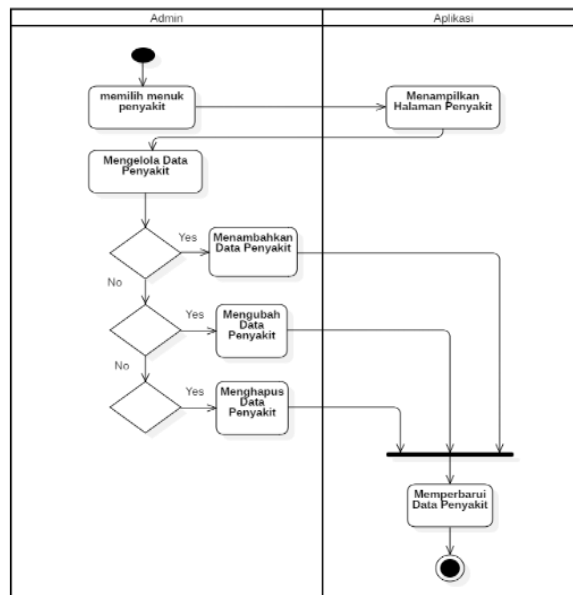 Admin
Aplikasi
memilih menuk
penyakit
Menampilkan
Halaman Penyakit
Mengelola Data
Penyakit
Yes
Menambahkan
Data Penyakit
No
Yes
Mengubah
Data
Penyakit
No
Yes
Menghapus
Data
Penyakit
Memperbarui
Data Penyakit